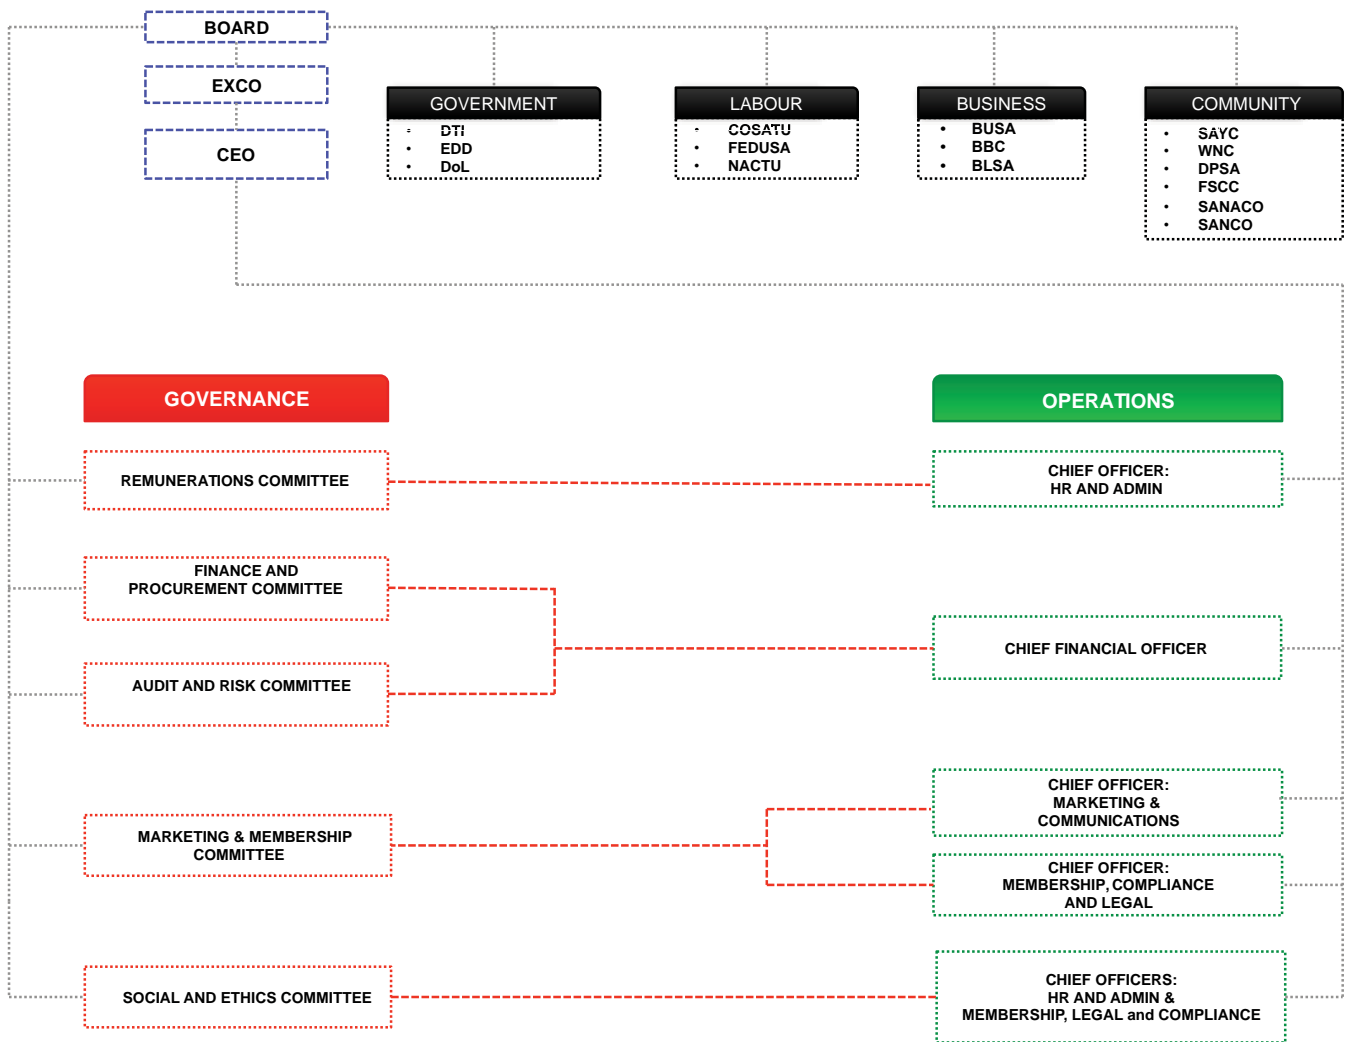 BOARD
EXCO
CEO
GOVERNMENT
• DTI
• EDD
• DoL
LABOUR
• COSATU
• FEDUSA
• NACTU
BUSINESS
• BUSA
• BBC
• BLSA
COMMUNITY
• SAYC
• WNC
• DPSA
• FSCC
• SANACO
• SANCO
GOVERNANCE
OPERATIONS
REMUNERATIONS COMMITTEE
CHIEF OFFICER:
HR AND ADMIN
FINANCE AND
PROCUREMENT COMMITTEE
AUDIT AND RISK COMMITTEE
CHIEF FINANCIAL OFFICER
MARKETING & MEMBERSHIP
COMMITTEE
CHIEF OFFICER:
MARKETING &
COMMUNICATIONS
CHIEF OFFICER:
MEMBERSHIP, COMPLIANCE
AND LEGAL
SOCIAL AND ETHICS COMMITTEE
CHIEF OFFICERS:
HR AND ADMIN &
MEMBERSHIP, LEGAL and COMPLIANCE